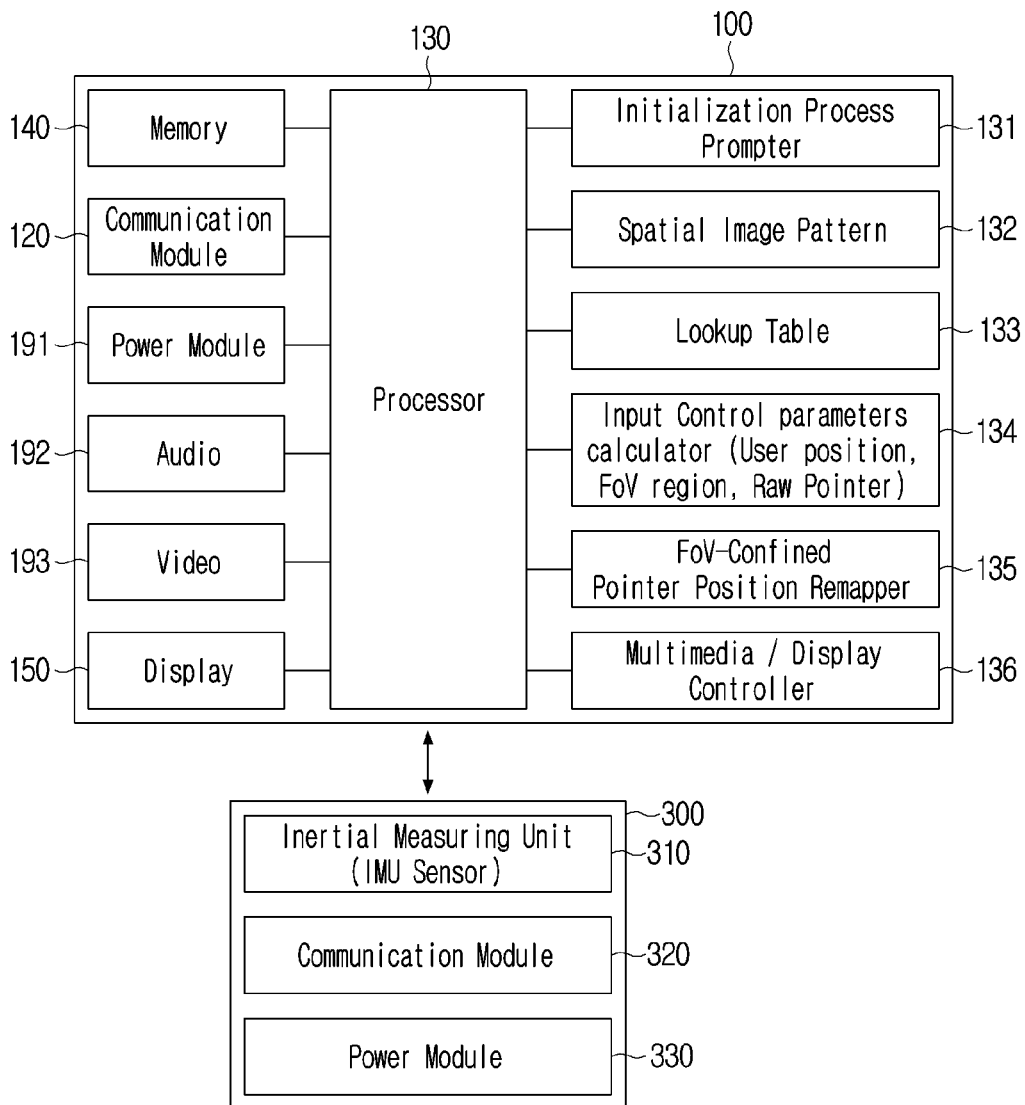 130
100
140
Memory
Initialization Process
Prompter
131
120
Communication
Module
Spatial Image Pattern
132
191
Power Module
Lookup Table
133
Processor
192
Audio
Input Control parameters
calculator (User position,
FoV region, Raw Pointer)
134
193
Video
FoV-Confined
Pointer Position Remapper
135
150
Display
Multimedia / Display
Controller
136
300
Inertial Measuring Unit
(IMU Sensor)
310
Communication Module
320
Power Module
330